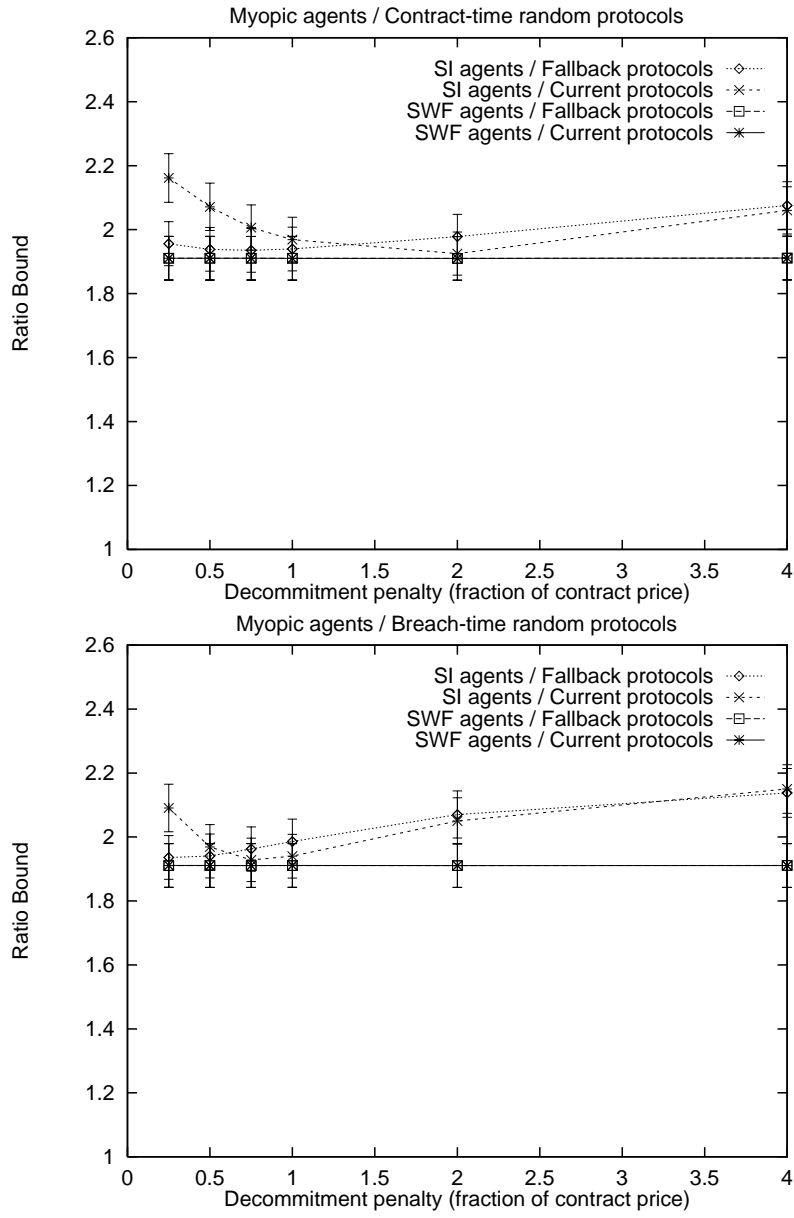 Myopic agents / Contract-time random protocols
2.6
2.4
2.2
2
1.8
1.6
1.4
1.2
1
Ratio Bound
SI agents / Fallback protocols
SI agents / Current protocols
SWF agents / Fallback protocols
SWF agents / Current protocols
0 0.5 1 1.5 2 2.5 3 3.5 4
Decommitment penalty (fraction of contract price)
Myopic agents / Breach-time random protocols
2.6
2.4
2.2
2
1.8
1.6
1.4
1.2
1
Ratio Bound
SI agents / Fallback protocols
SI agents / Current protocols
SWF agents / Fallback protocols
SWF agents / Current protocols
0 0.5 1 1.5 2 2.5 3 3.5 4
Decommitment penalty (fraction of contract price)